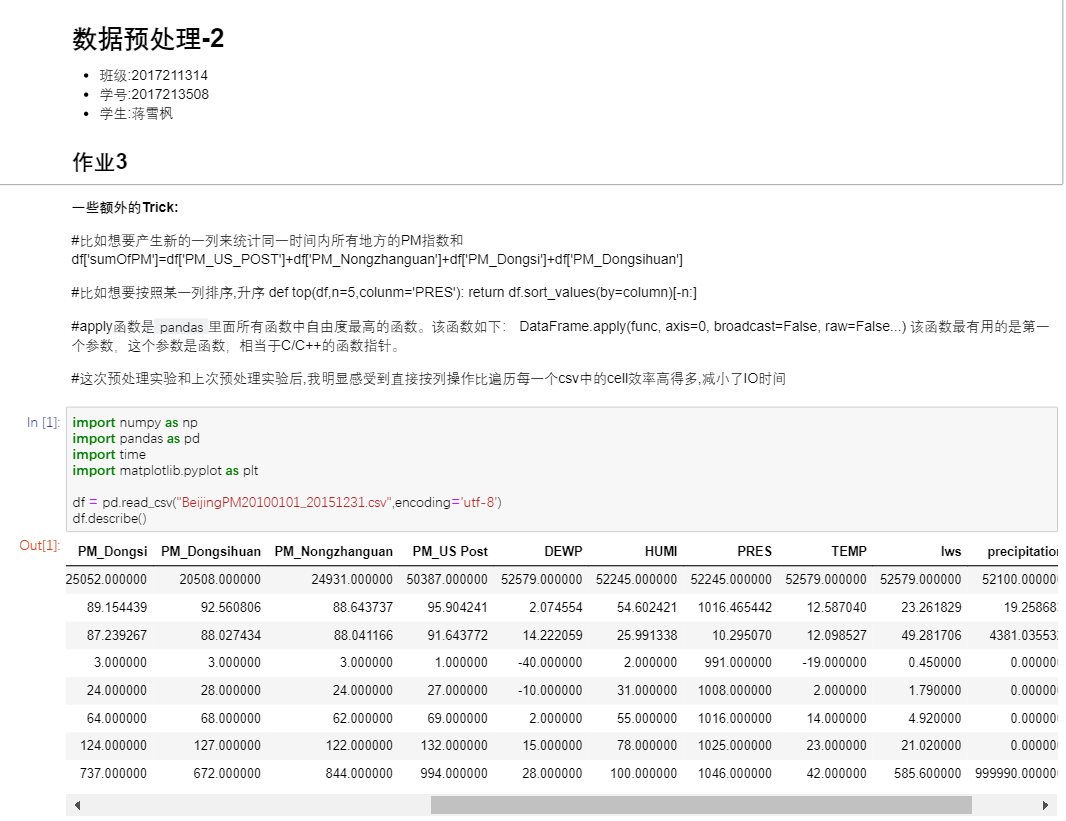 数据预处理-2
班级:2017211314
学号:2017213508
学生:蒋雪枫
作业3
一些额外的Trick:
#比如想要产生新的一列来统计同一时间内所有地方的PM指数和
df['sumOfPM']=df['PM_US_POST']+df['PM_Nongzhanguan']+df['PM_Dongsi']+df['PM_Dongsihuan']
#比如想要按照某一列排序,升序 def top(df,n=5,colunm='PRES'): return df.sort_values(by=column)[-n:]
#apply函数是 pandas 里面所有函数中自由度最高的函数。该函数如下： DataFrame.apply(func, axis=0, broadcast=False, raw=False...) 该函数最有用的是第一
个参数，这个参数是函数，相当于C/C++的函数指针。
#这次预处理实验和上次预处理实验后,我明显感受到直接按列操作比遍历每一个csv中的cell效率高得多,减小了IO时间
In [1]:
import numpy as np
import pandas as pd
import time
import matplotlib.pyplot as plt
df = pd.read_csv("BeijingPM20100101_20151231.csv",encoding='utf-8')
df.describe()
Out[1]:
PM_Dongsi PM_Dongsihuan PM_Nongzhanguan PM_US Post DEWP HUMI PRES TEMP Iws precipitation
25052.000000 20508.000000 24931.000000 50387.000000 52579.000000 52245.000000 52245.000000 52579.000000 52579.000000 52100.00000
89.154439 92.560806 88.643737 95.904241 2.074554 54.602421 1016.465442 12.587040 23.261829 19.25868
87.239267 88.027434 88.041166 91.643772 14.222059 25.991338 10.295070 12.098527 49.281706 4381.03553
3.000000 3.000000 3.000000 1.000000 -40.000000 2.000000 991.000000 -19.000000 0.450000 0.00000
24.000000 28.000000 24.000000 27.000000 -10.000000 31.000000 1008.000000 2.000000 1.790000 0.00000
64.000000 68.000000 62.000000 69.000000 2.000000 55.000000 1016.000000 14.000000 4.920000 0.00000
124.000000 127.000000 122.000000 132.000000 15.000000 78.000000 1025.000000 23.000000 21.020000 0.00000
737.000000 672.000000 844.000000 994.000000 28.000000 100.000000 1046.000000 42.000000 585.600000 999990.00000